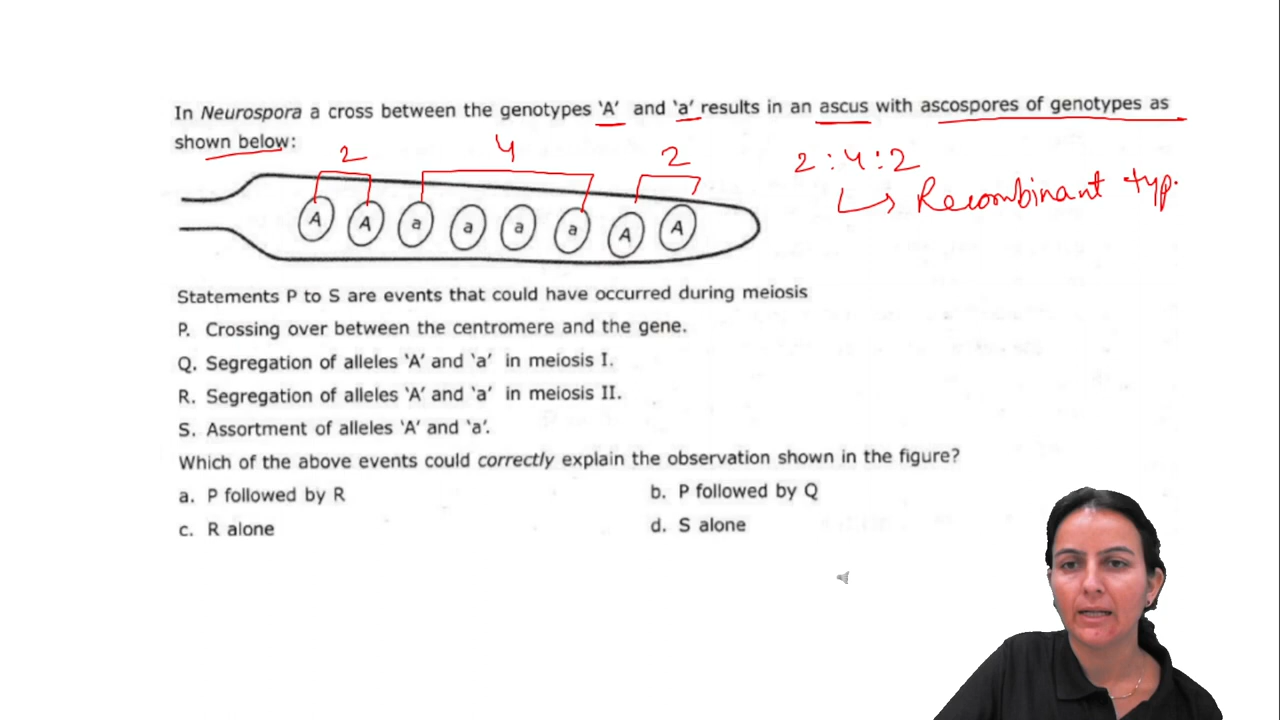 In Neurospora a cross between the genotypes 'A' and 'a' results in an ascus with ascospores of genotypes as
shown below:
2 4 2
2 : 4 : 2
Recombinant typ.
A A a a a a A A
Statements P to S are events that could have occurred during meiosis
P. Crossing over between the centromere and the gene.
Q. Segregation of alleles 'A' and 'a' in meiosis I.
R. Segregation of alleles 'A' and 'a' in meiosis II.
S. Assortment of alleles 'A' and 'a'.
Which of the above events could correctly explain the observation shown in the figure?
a. P followed by R
b. P followed by Q
c. R alone
d. S alone